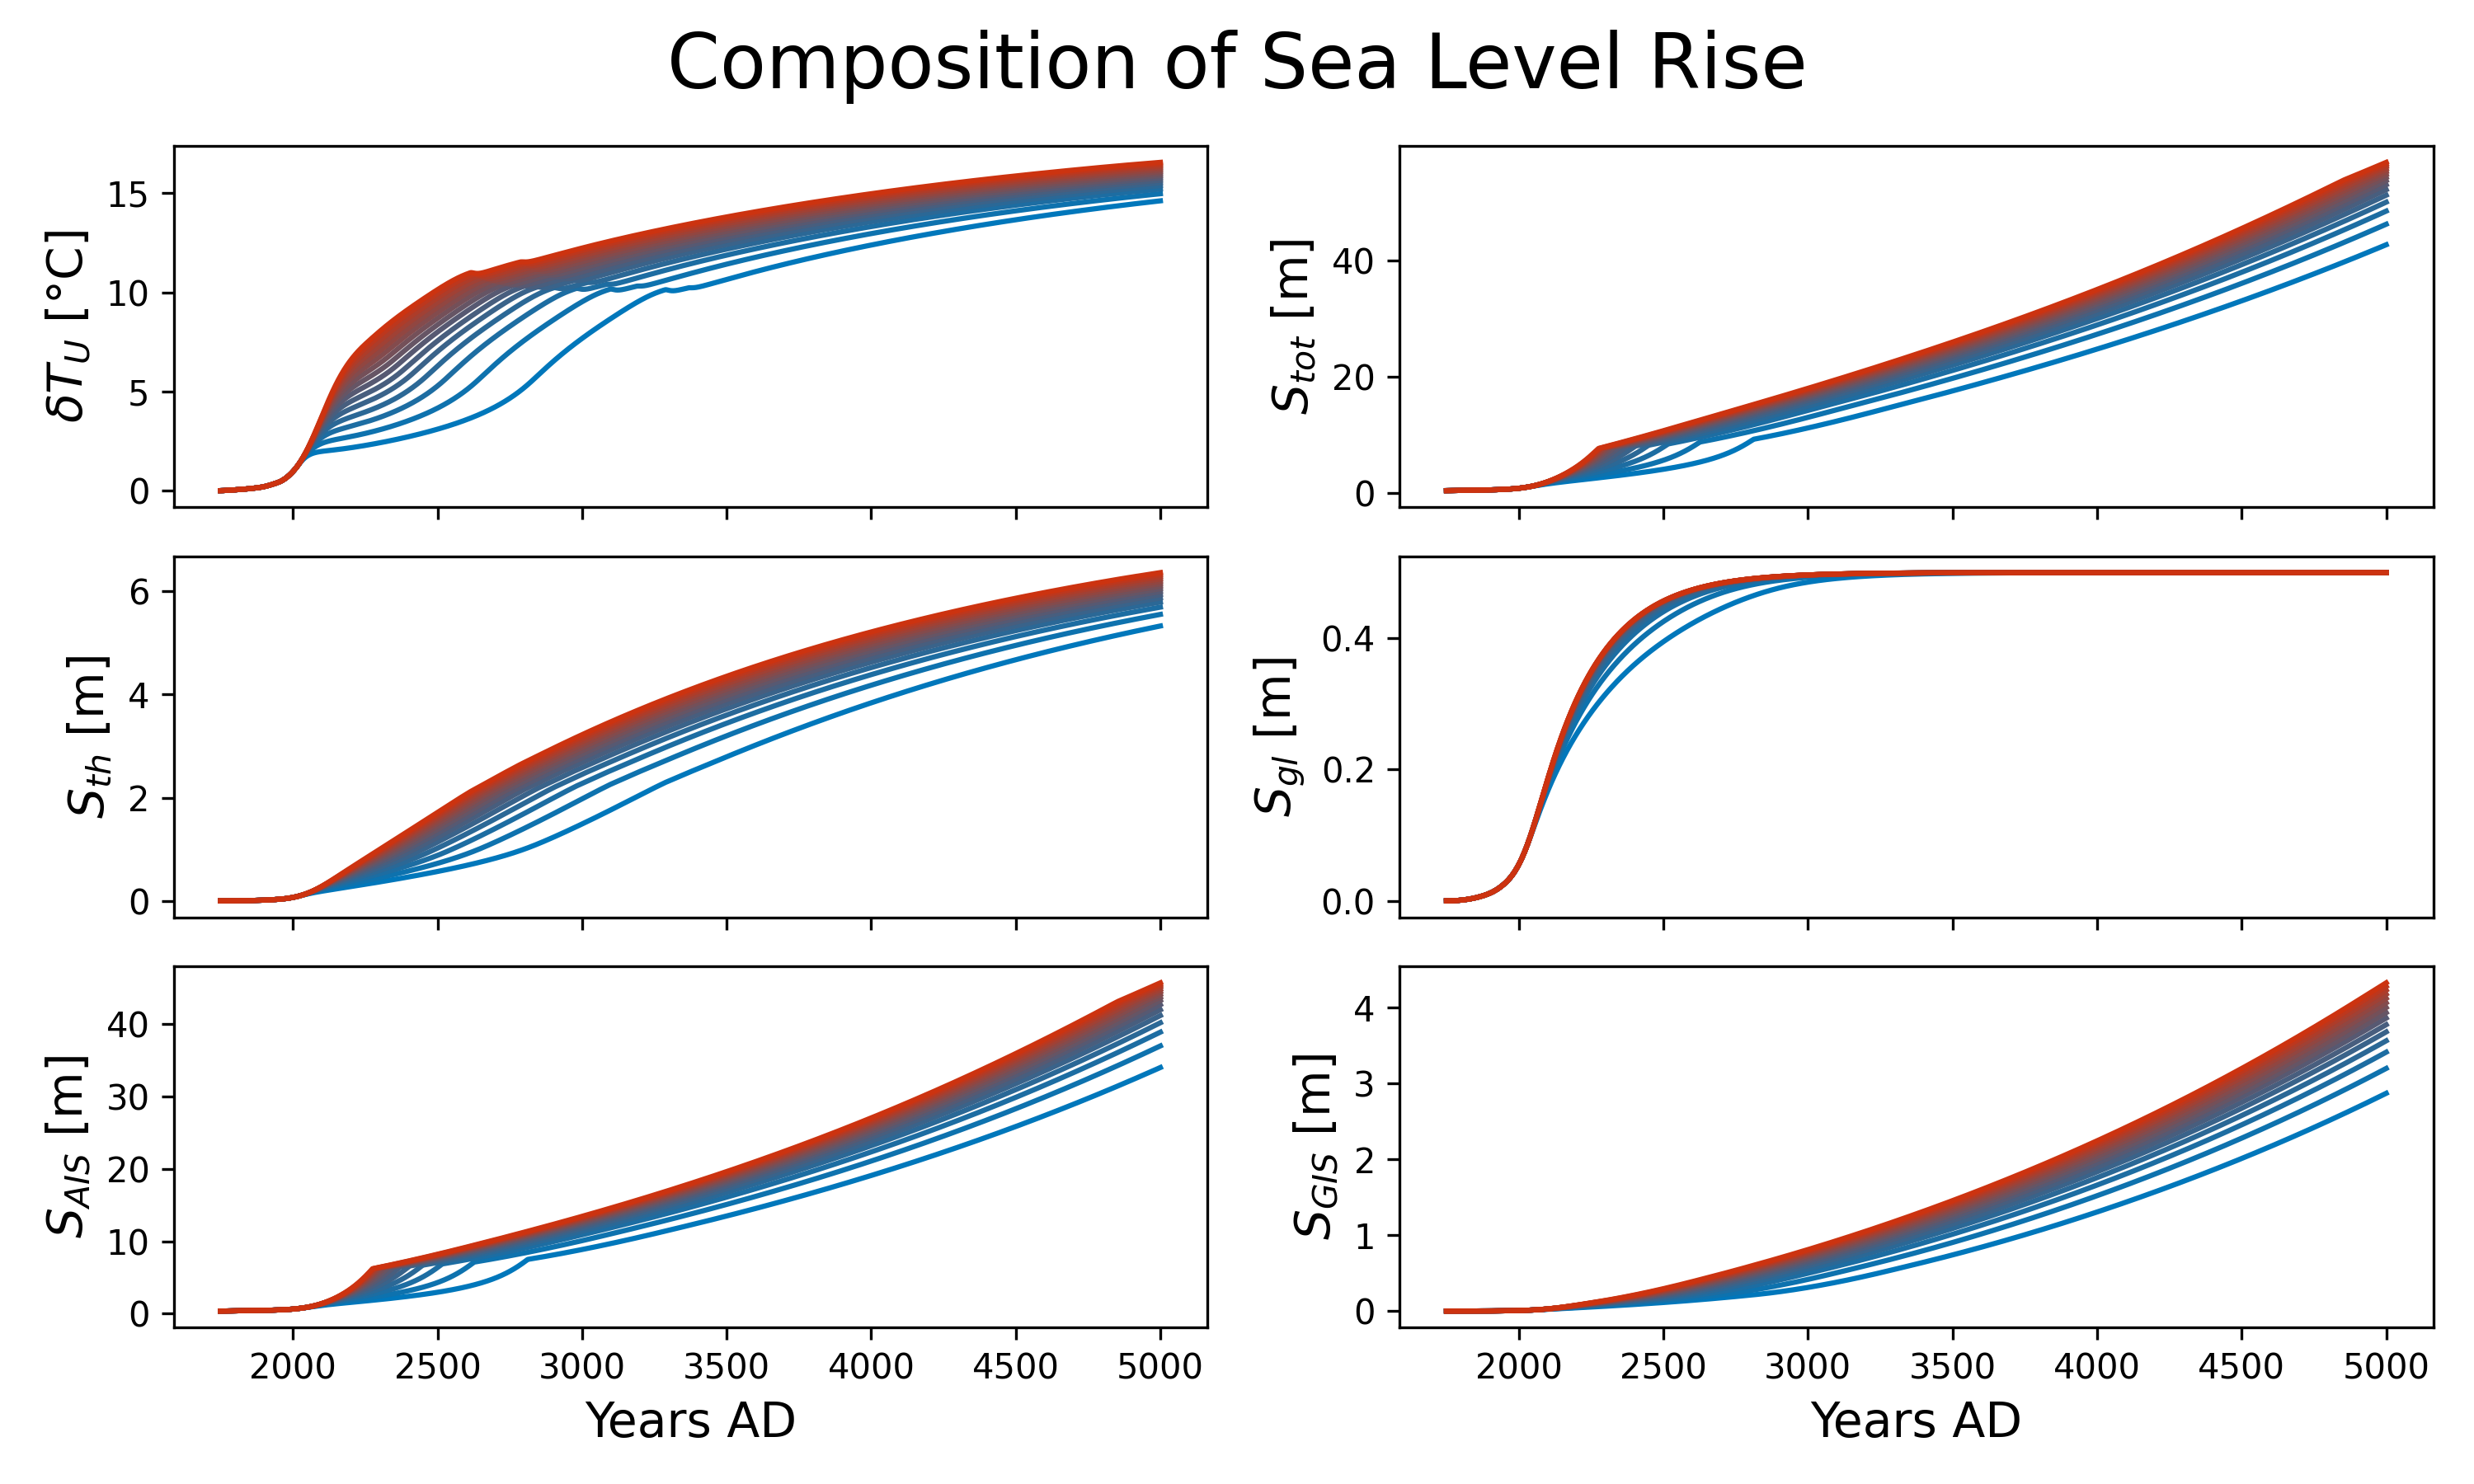 Composition of Sea Level Rise
δT_U [°C]
15
10
5
0
S_tot [m]
40
20
0
S_th [m]
6
4
2
0
S_gl [m]
0.4
0.2
0.0
S_AIS [m]
40
30
20
10
0
2000 2500 3000 3500 4000 4500 5000
Years AD
S_GIS [m]
4
3
2
1
0
2000 2500 3000 3500 4000 4500 5000
Years AD